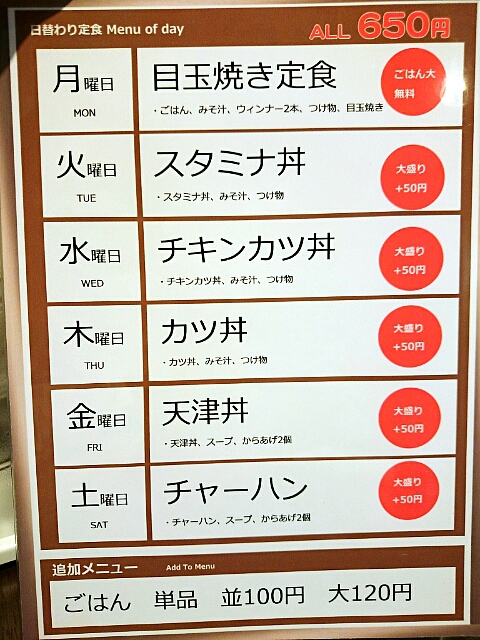 日替わり定食 Menu of day
ALL 650円
月曜日
MON
目玉焼き定食
・ごはん、みそ汁、ウィンナー2本、つけ物、目玉焼き
ごはん大
無料
火曜日
TUE
スタミナ丼
・スタミナ丼、みそ汁、つけ物
大盛り
+50円
水曜日
WED
チキンカツ丼
・チキンカツ丼、みそ汁、つけ物
大盛り
+50円
木曜日
THU
カツ丼
・カツ丼、みそ汁、つけ物
大盛り
+50円
金曜日
FRI
天津丼
・天津丼、スープ、からあげ2個
大盛り
+50円
土曜日
SAT
チャーハン
・チャーハン、スープ、からあげ2個
大盛り
+50円
追加メニュー Add To Menu
ごはん 単品 並100円 大120円